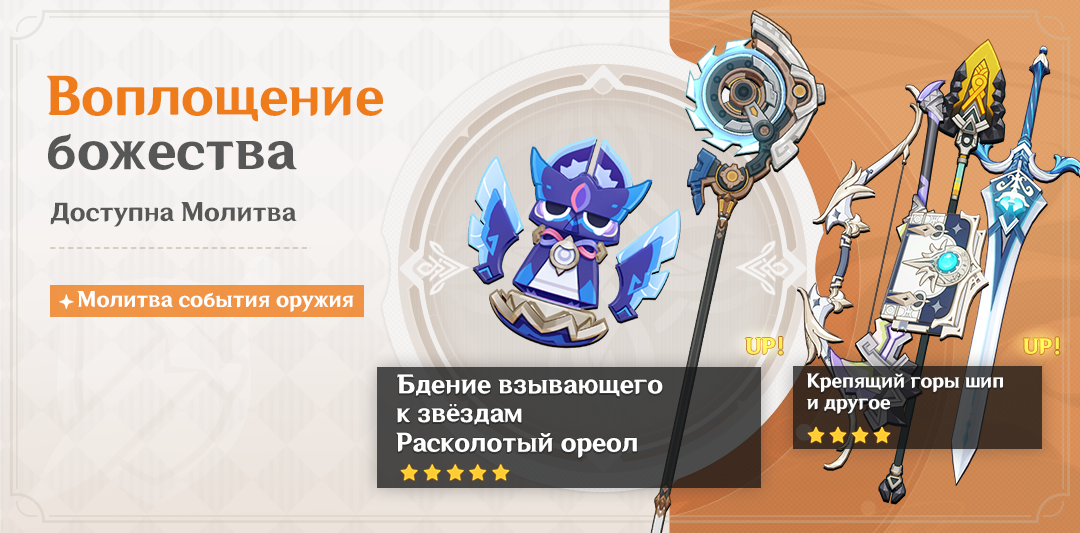 Воплощение
божества
Доступна Молитва
Молитва события оружия
UP!
Бдение взывающего
к звёздам
Расколотый ореол
UP!
Крепящий горы шип
и другое